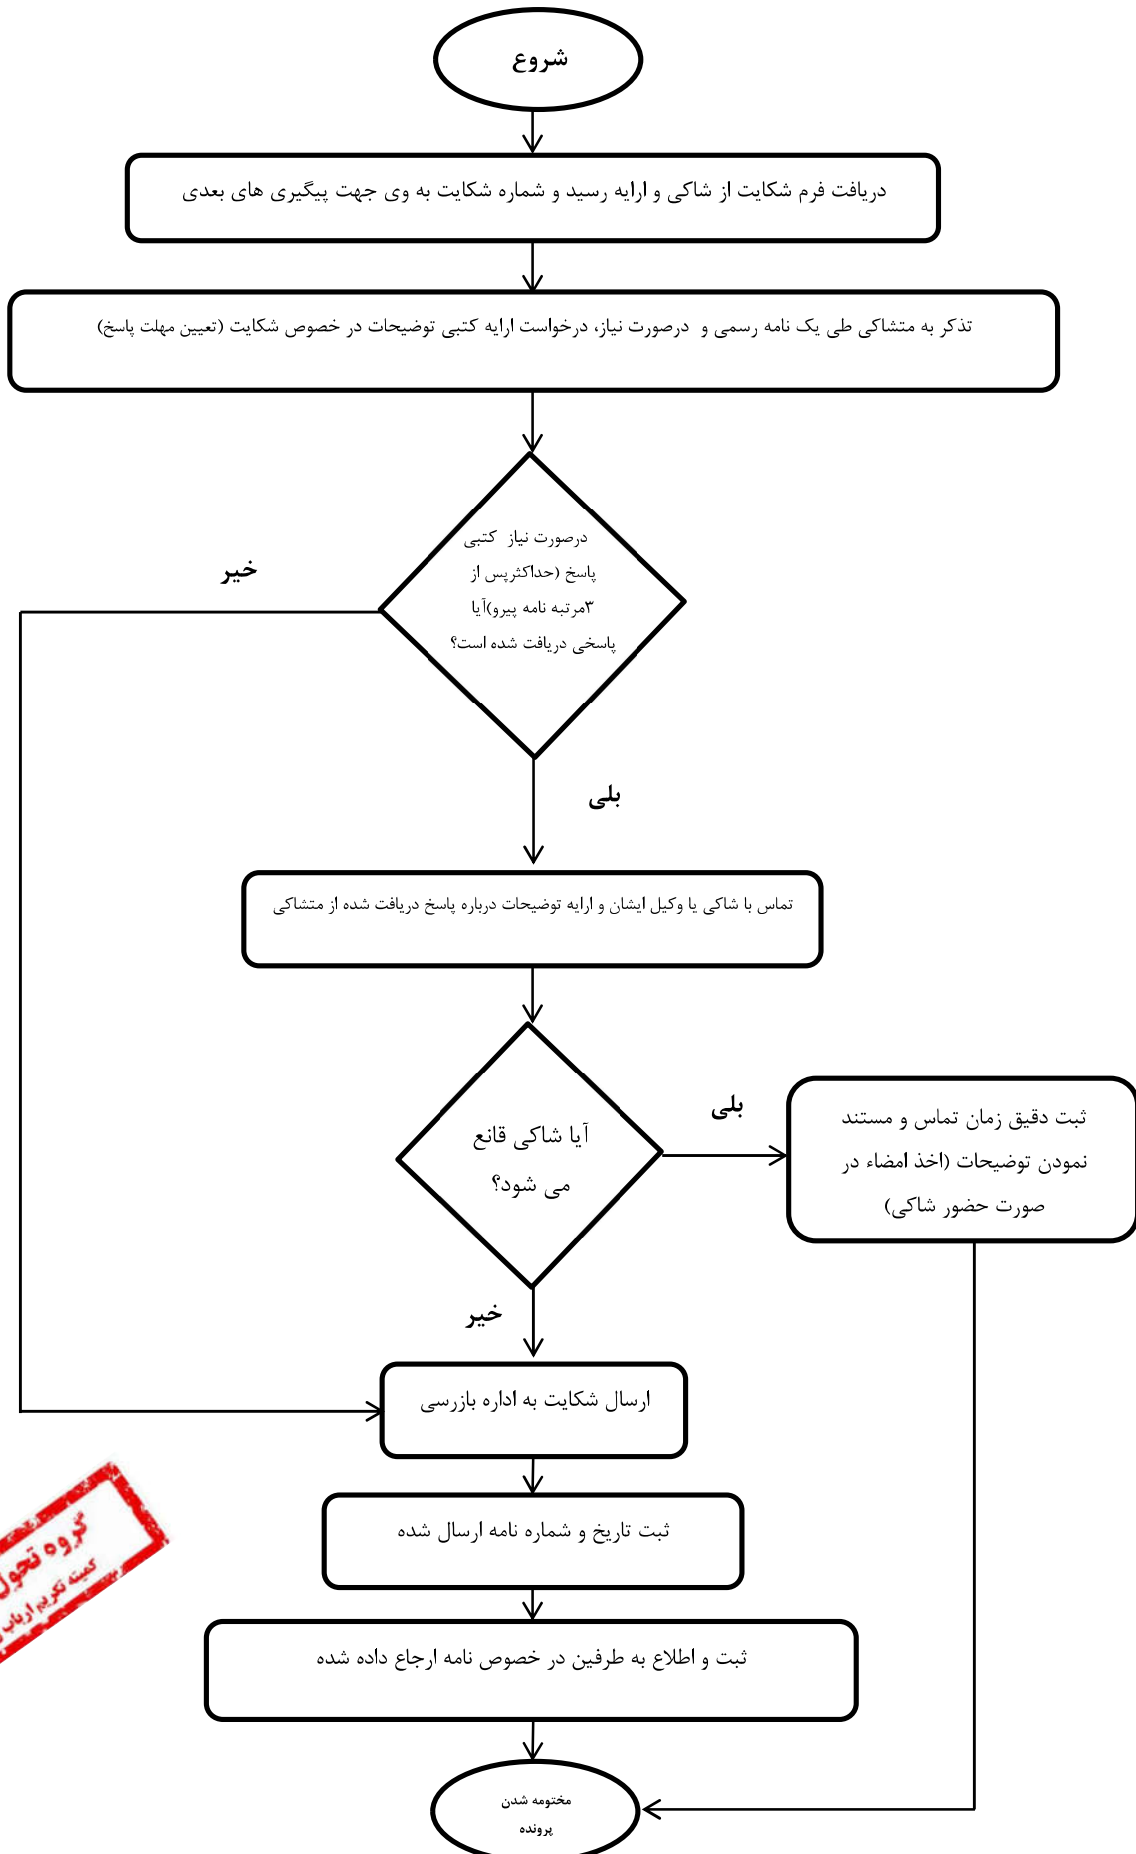 شروع
دریافت فرم شکایت از شاکی و ارایه رسید و شماره شکایت به وی جهت پیگیری های بعدی
تذکر به متشاکی طی یک نامه رسمی و درصورت نیاز، درخواست ارایه کتبی توضیحات در خصوص شکایت (تعیین مهلت پاسخ)
درصورت نیاز کتبی
پاسخ (حداکثرپس از
۳مرتبه نامه پیرو)آیا
پاسخی دریافت شده است؟
خیر
بلی
تماس با شاکی یا وکیل ایشان و ارایه توضیحات درباره پاسخ دریافت شده از متشاکی
آیا شاکی قانع
می شود؟
بلی
ثبت دقیق زمان تماس و مستند
نمودن توضیحات (اخذ امضاء در
صورت حضور شاکی)
خیر
ارسال شکایت به اداره بازرسی
ثبت تاریخ و شماره نامه ارسال شده
ثبت و اطلاع به طرفین در خصوص نامه ارجاع داده شده
مختومه شدن
پرونده
گروه تحول
کمیته تکریم ارباب